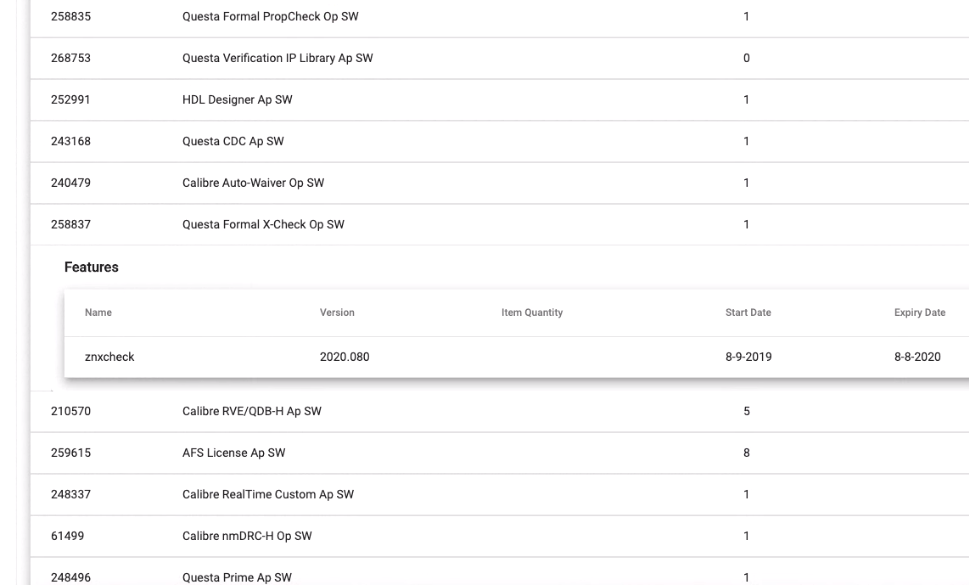 258835 Questa Formal PropCheck Op SW 1
268753 Questa Verification IP Library Ap SW 0
252991 HDL Designer Ap SW 1
243168 Questa CDC Ap SW 1
240479 Calibre Auto-Waiver Op SW 1
258837 Questa Formal X-Check Op SW 1
Features
Name Version Item Quantity Start Date Expiry Date
znxcheck 2020.080 8-9-2019 8-8-2020
210570 Calibre RVE/QDB-H Ap SW 5
259615 AFS License Ap SW 8
248337 Calibre RealTime Custom Ap SW 1
61499 Calibre nmDRC-H Op SW 1
248496 Questa Prime Ap SW 1